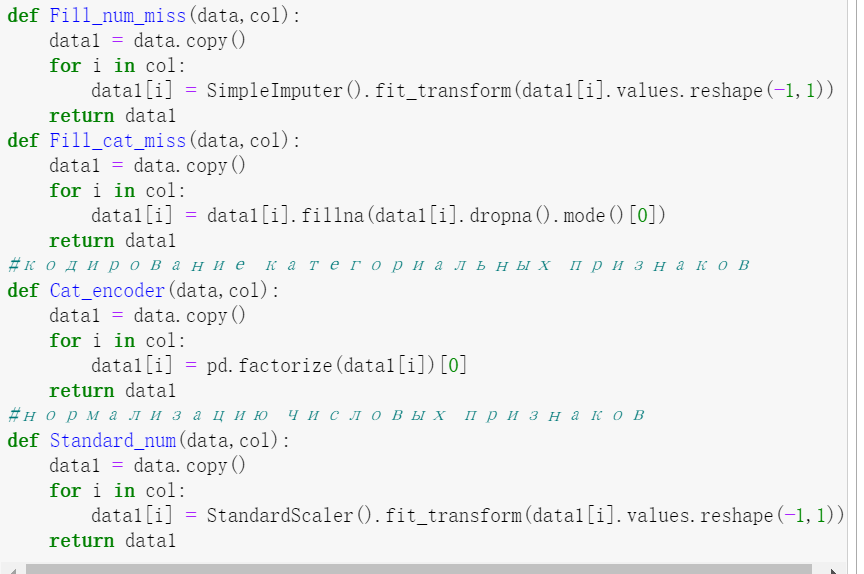 def Fill_num_miss(data,col):
    data1 = data.copy()
    for i in col:
        data1[i] = SimpleImputer().fit_transform(data1[i].values.reshape(-1,1))
    return data1
def Fill_cat_miss(data,col):
    data1 = data.copy()
    for i in col:
        data1[i] = data1[i].fillna(data1[i].dropna().mode()[0])
    return data1
#кодирование категориальных признаков
def Cat_encoder(data,col):
    data1 = data.copy()
    for i in col:
        data1[i] = pd.factorize(data1[i])[0]
    return data1
#нормализацию числовых признаков
def Standard_num(data,col):
    data1 = data.copy()
    for i in col:
        data1[i] = StandardScaler().fit_transform(data1[i].values.reshape(-1,1))
    return data1